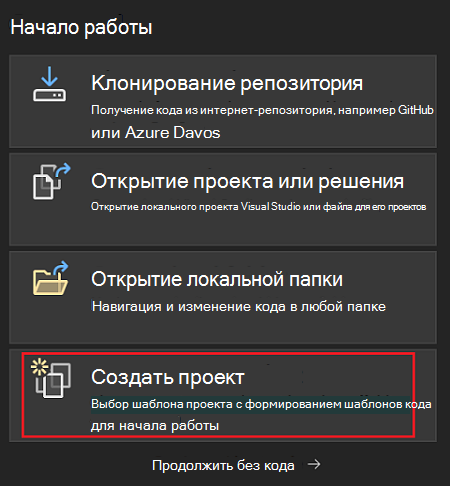 Начало работы
Клонирование репозитория
Получение кода из интернет-репозитория, например GitHub
или Azure Davos
Открытие проекта или решения
Открытие локального проекта Visual Studio или файла для его проектов
Открытие локальной папки
Навигация и изменение кода в любой папке
Создать проект
Выбор шаблона проекта с формированием шаблонов кода
для начала работы
Продолжить без кода →